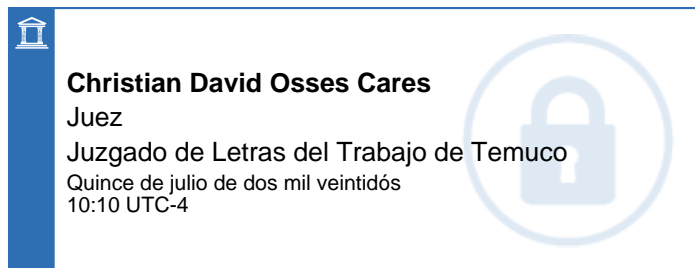 Christian David Osses Cares
Juez
Juzgado de Letras del Trabajo de Temuco
Quince de julio de dos mil veintidós
10:10 UTC-4